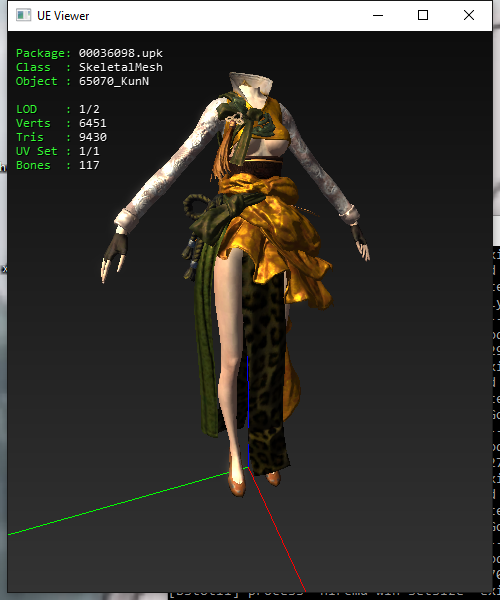 UE Viewer
Package: 00036098.upk
Class : SkeletalMesh
Object : 65070_KunN
LOD : 1/2
Verts : 6451
Tris : 9430
UV Set : 1/1
Bones : 117